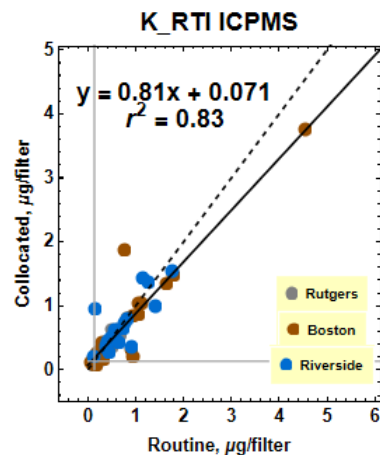 K_RTI ICPMS
y = 0.81x + 0.071
r² = 0.83
Collocated, µg/filter
5
4
3
2
1
0
Rutgers
Boston
Riverside
0 1 2 3 4 5 6
Routine, µg/filter